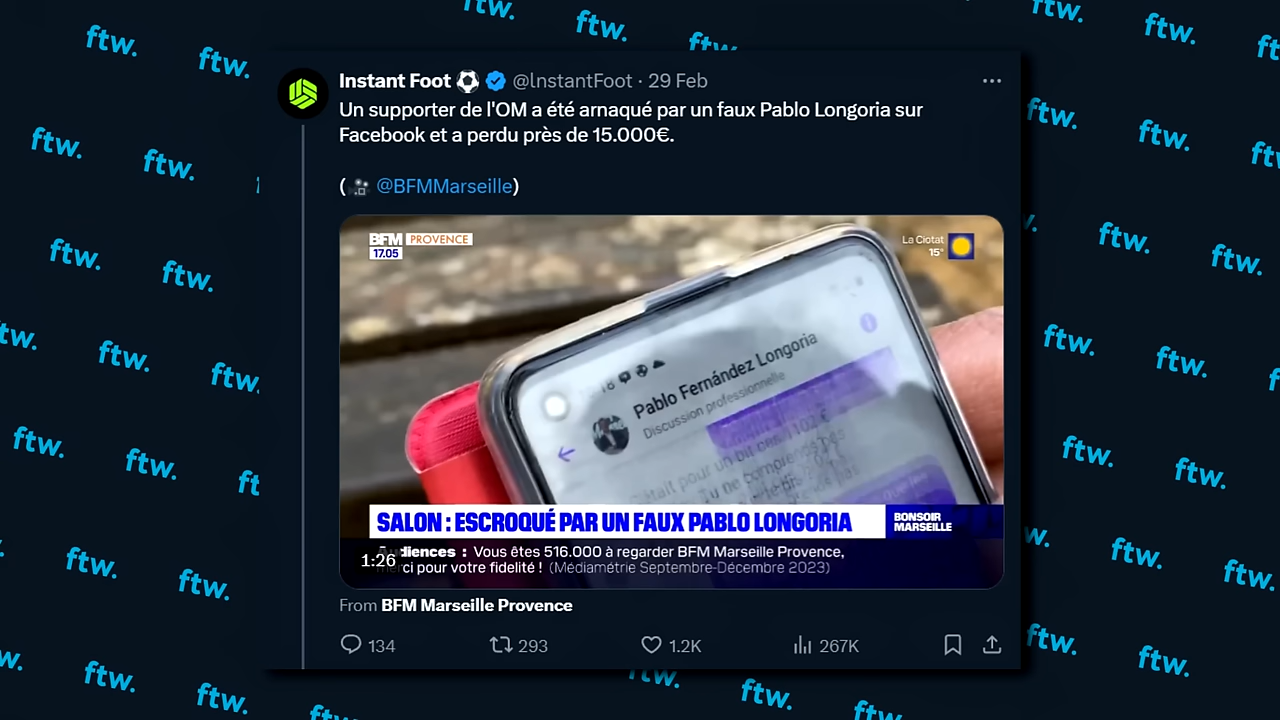 ftw.
Instant Foot ⚽ @lnstantFoot · 29 Feb
Un supporter de l'OM a été arnaqué par un faux Pablo Longoria sur
Facebook et a perdu près de 15.000€.
(🎥 @BFMMarseille)
BFM PROVENCE
17.05
La Ciotat
15°
Pablo Fernández Longoria
Discussion professionnelle
SALON : ESCROQUÉ PAR UN FAUX PABLO LONGORIA
BONSOIR
MARSEILLE
: Vous êtes 516.000 à regarder BFM Marseille Provence,
1:26
pour votre fidelité ! (Médiamétrie Septembre-Décembre 2023)
From BFM Marseille Provence
134 293 1.2K 267K